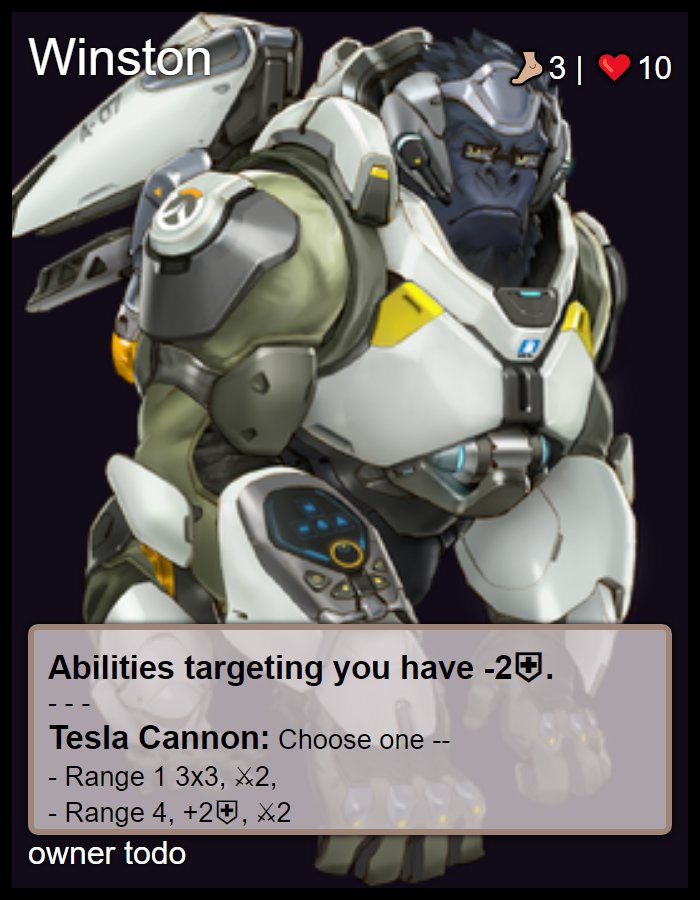 Winston
🦶3 | ❤️10
A-07
Abilities targeting you have -2⛨.
- - -
Tesla Cannon: Choose one --
- Range 1 3x3, ⚔2,
- Range 4, +2⛨, ⚔2
owner todo